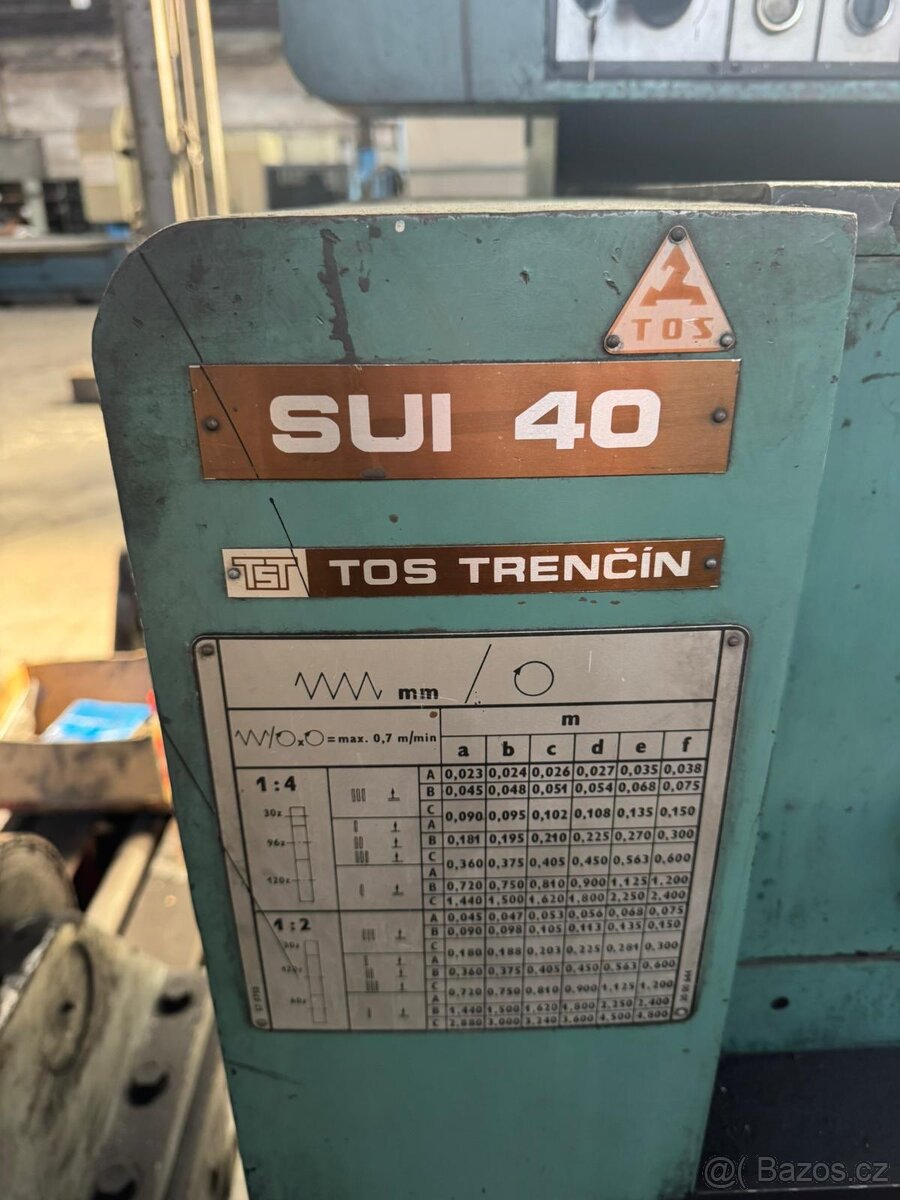 TOS
SUI 40
TST TOS TRENČÍN
mm /
= max. 0,7 m/min
m
a b c d e f
1:4
A 0,023 0,024 0,026 0,027 0,035 0,038
B 0,045 0,048 0,051 0,054 0,068 0,075
30z
C
A
0,090 0,095 0,102 0,108 0,135 0,150
96z
B 0,181 0,195 0,210 0,225 0,270 0,300
C
A
0,360 0,375 0,405 0,450 0,563 0,600
120z
B 0,720 0,750 0,810 0,900 1,125 1,200
C 1,440 1,500 1,620 1,800 2,250 2,400
1:2
A 0,045 0,047 0,053 0,056 0,068 0,075
B 0,090 0,098 0,105 0,113 0,135 0,150
C
A
0,180 0,188 0,203 0,225 0,281 0,300
B 0,360 0,375 0,405 0,450 0,563 0,600
C
A
0,720 0,750 0,810 0,900 1,125 1,200
60z
B 1,440 1,500 1,620 1,800 2,250 2,400
C 2,880 3,000 3,240 3,600 4,500 4,800
@( Bazos.cz